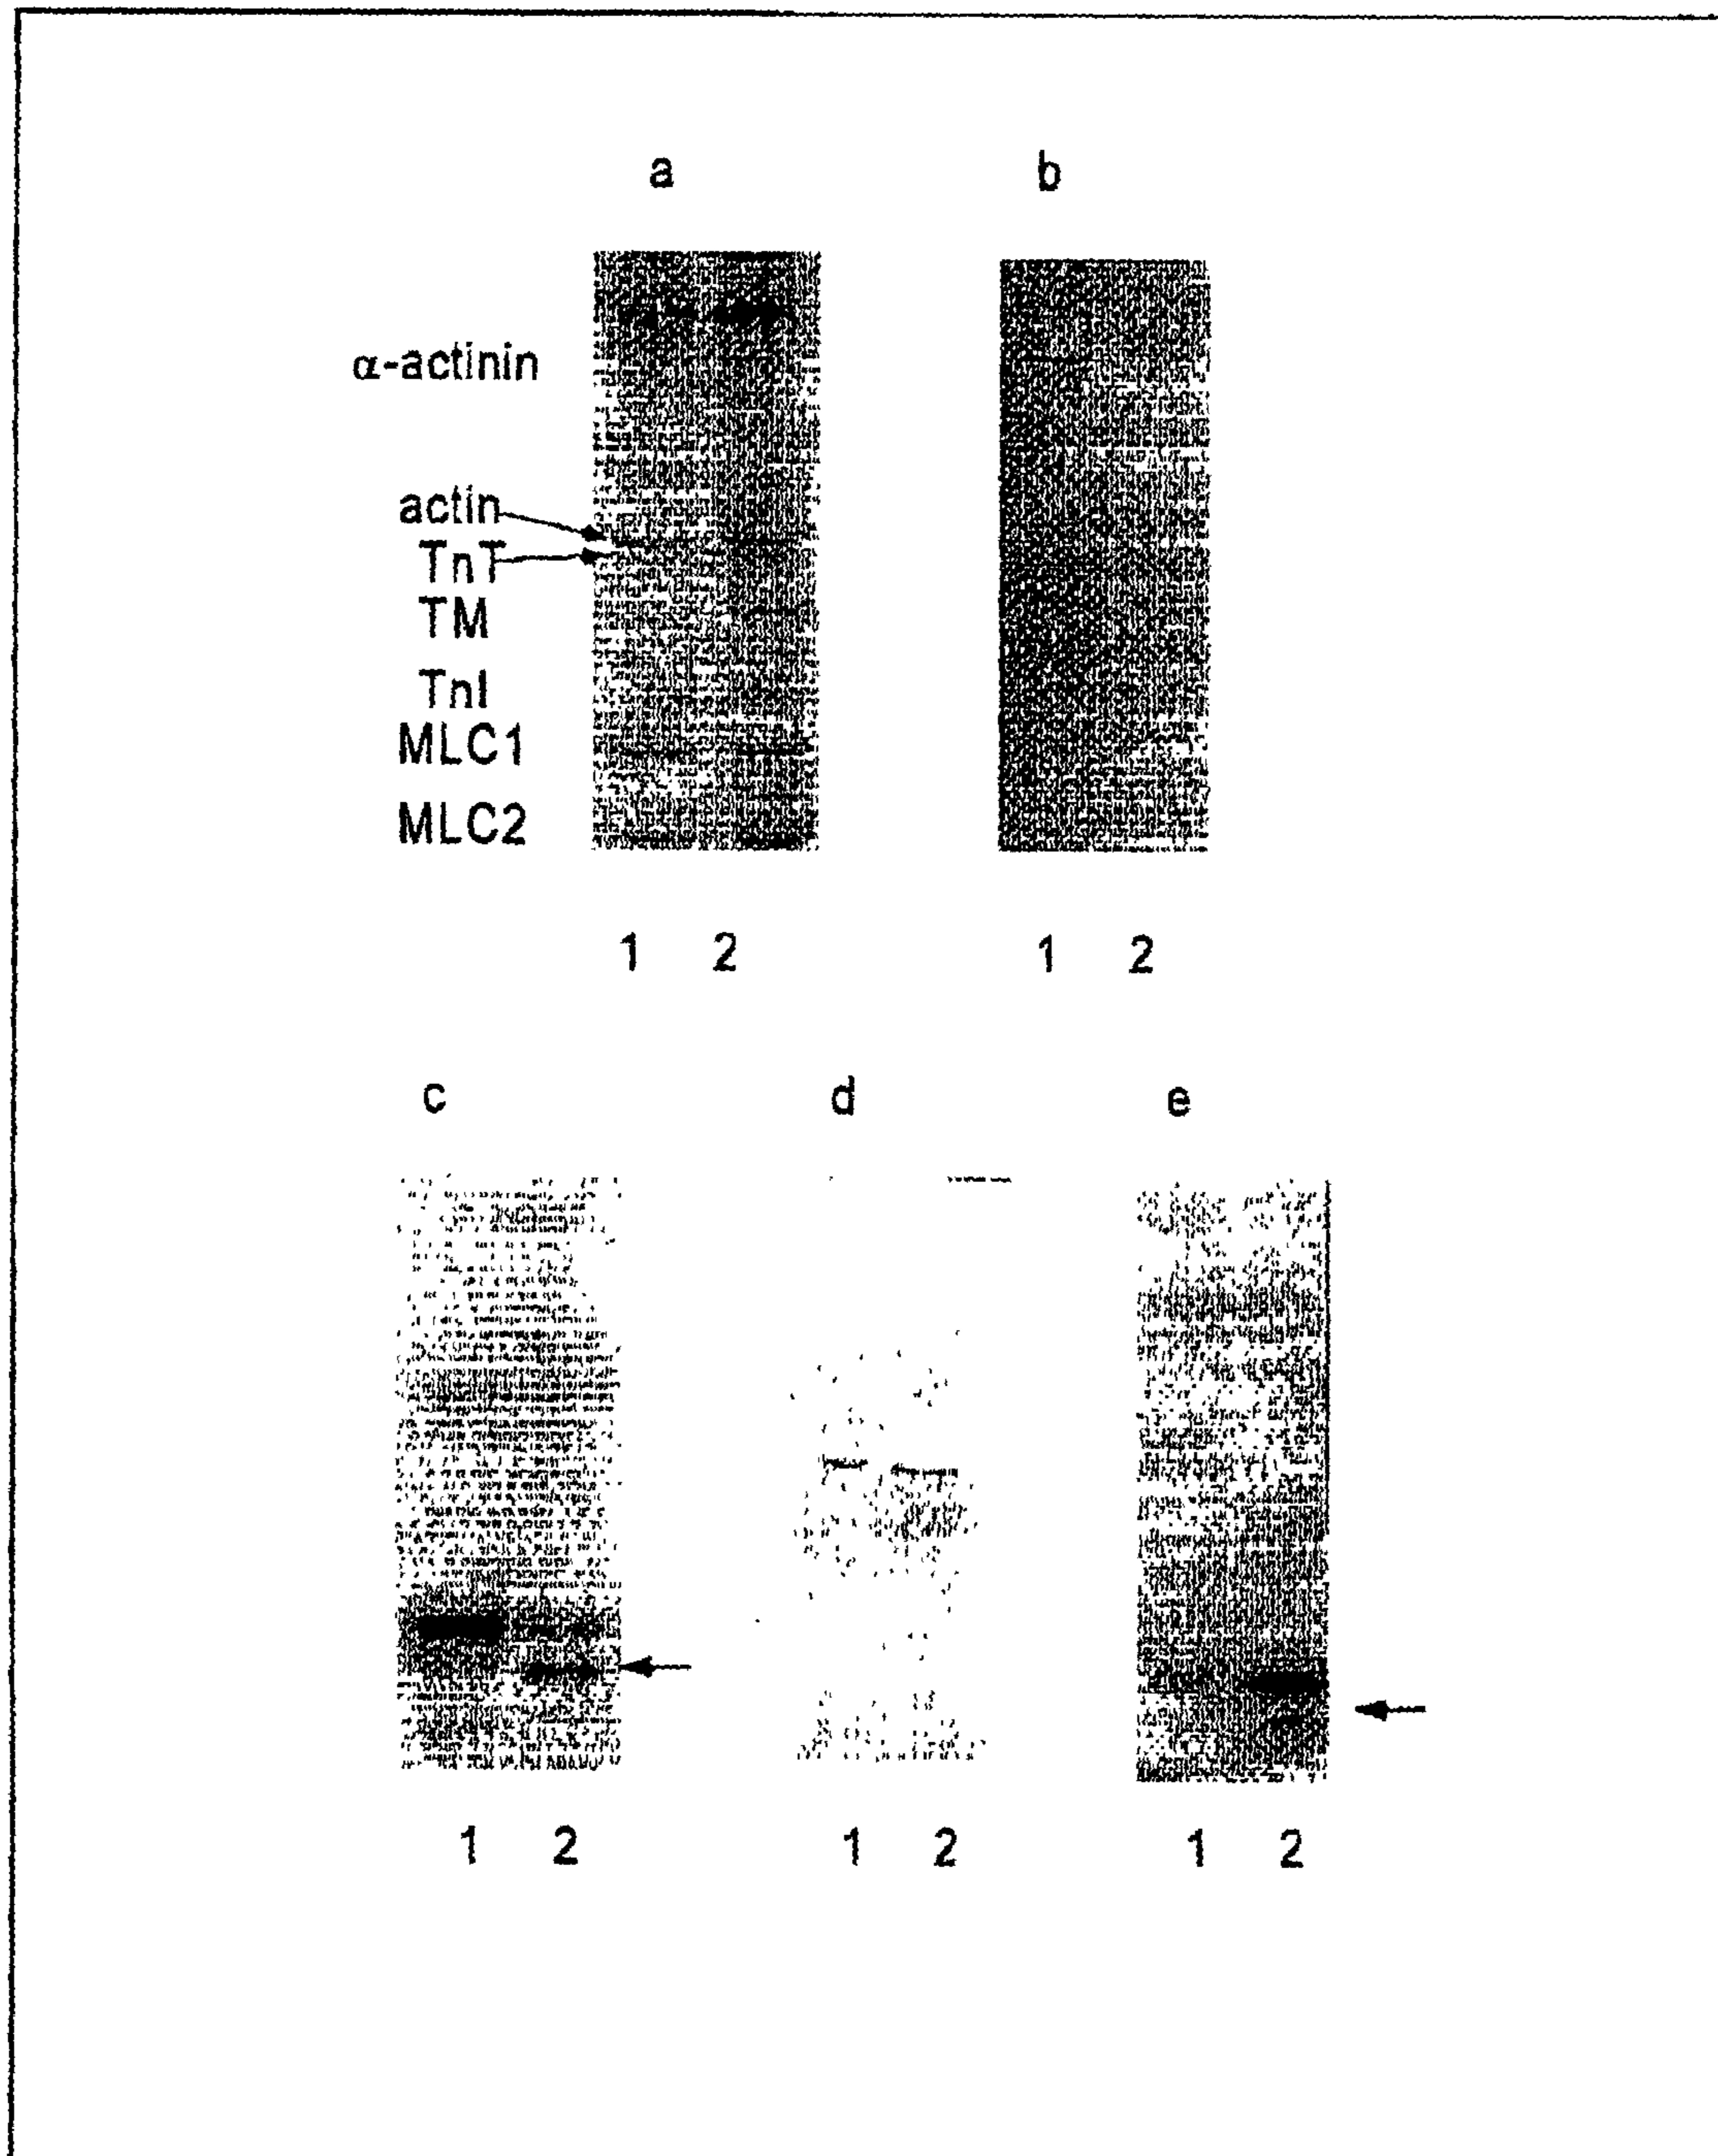 a b
α-actinin
actin
TnT
TM
TnI
MLC1
MLC2
1 2 1 2
c d e
1 2 1 2 1 2